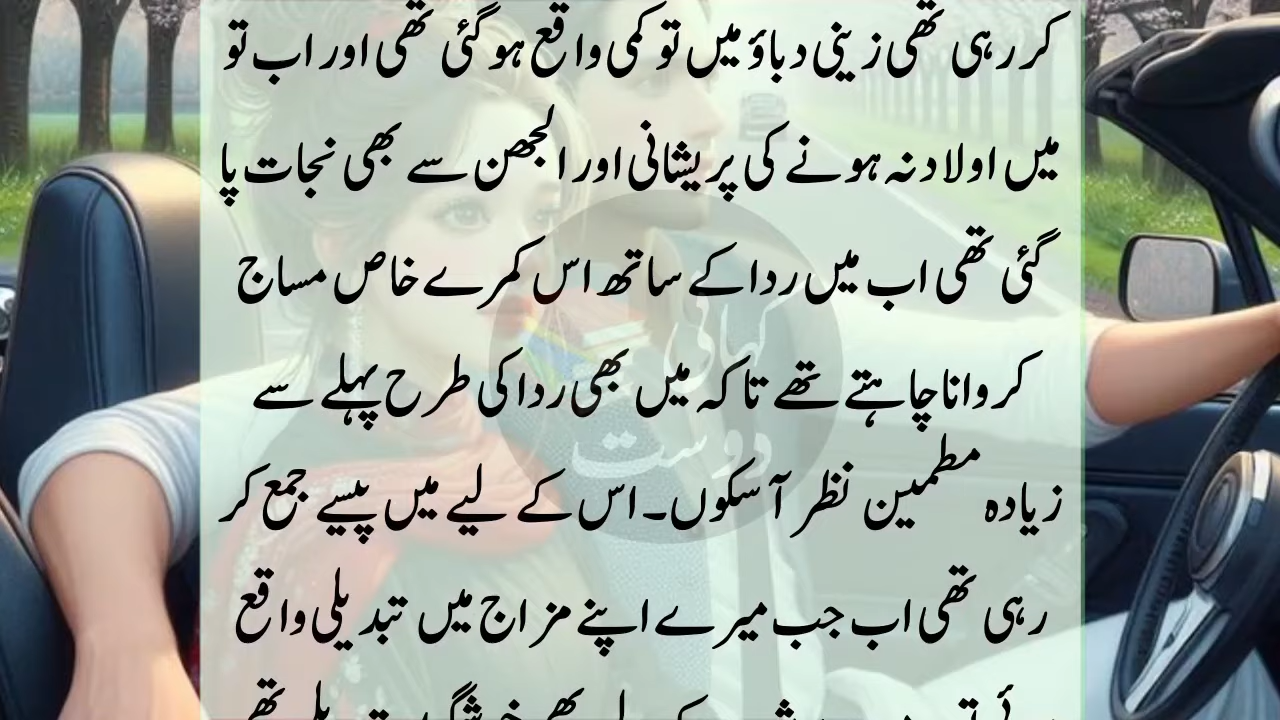 کر رہی تھی زینی دباؤ میں تو کمی واقع ہو گئی تھی اور اب تو
میں اولاد نہ ہونے کی پریشانی اور الجھن سے بھی نجات پا
گئی تھی اب میں ردا کے ساتھ اس کمرے خاص مساج
کروانا چاہتے تھے تاکہ میں بھی ردا کی طرح پہلے سے
زیادہ مطمین نظر آ سکوں۔ اس کے لیے میں پیسے جمع کر
رہی تھی اب جب میرے اپنے مزاج میں تبدیلی واقع
کہانی
دوست